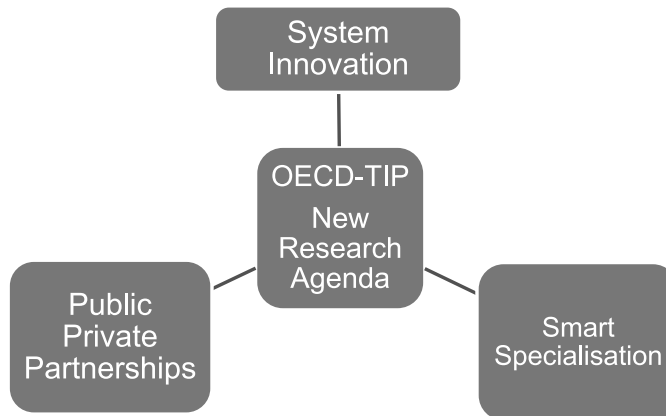 System
Innovation
OECD-TIP
New
Research
Agenda
Public
Private
Partnerships
Smart
Specialisation